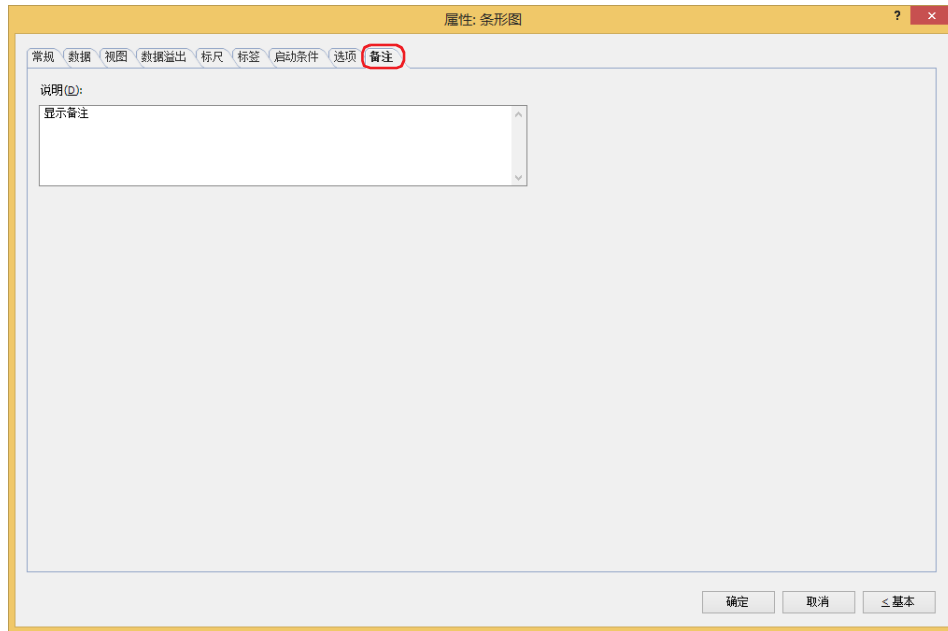 属性: 条形图
? ×
常规 数据 视图 数据溢出 标尺 标签 启动条件 选项 备注
说明(D):
显示备注
确定 取消 <基本